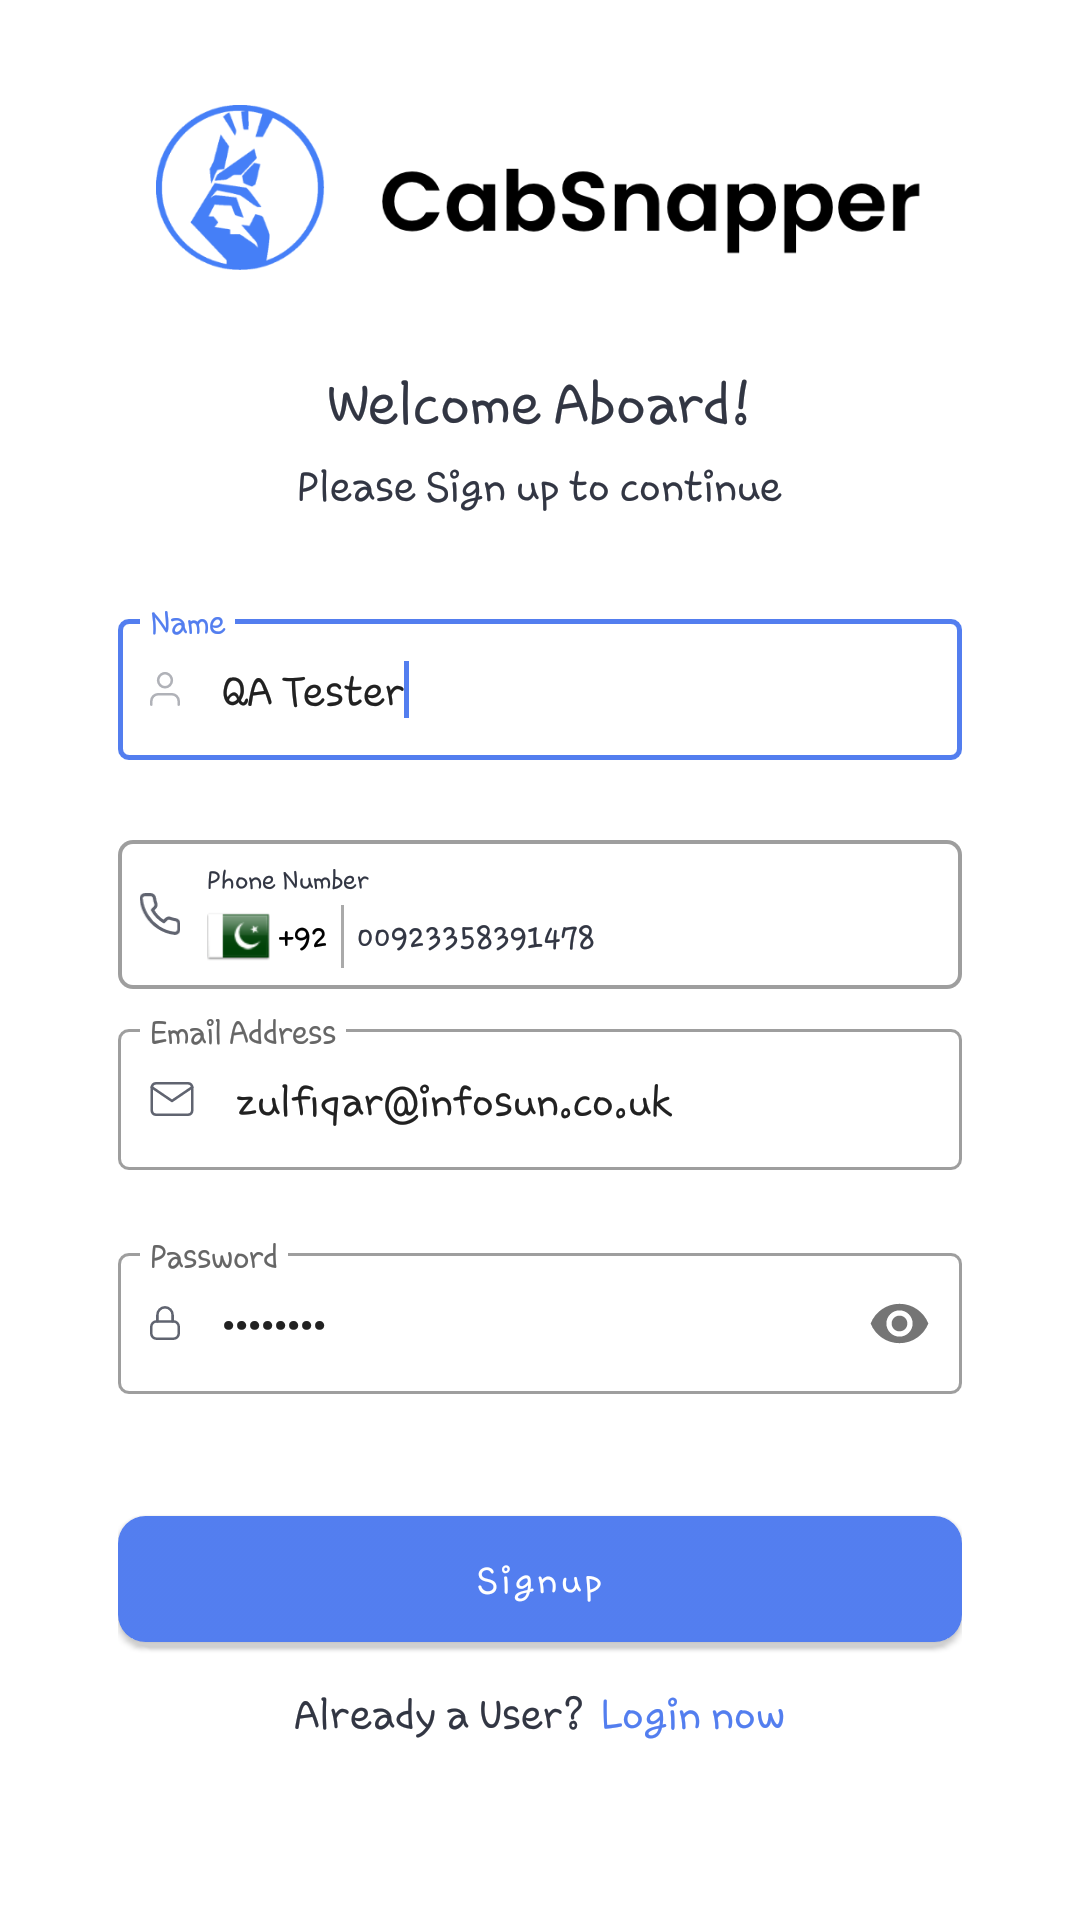 CabSnapper
Welcome Aboard!
Please Sign up to continue
Name
QA Tester
Phone Number
+92 00923358391478
Email Address
zulfiqar@infosun.co.uk
Password
••••••••
Signup
Already a User? Login now